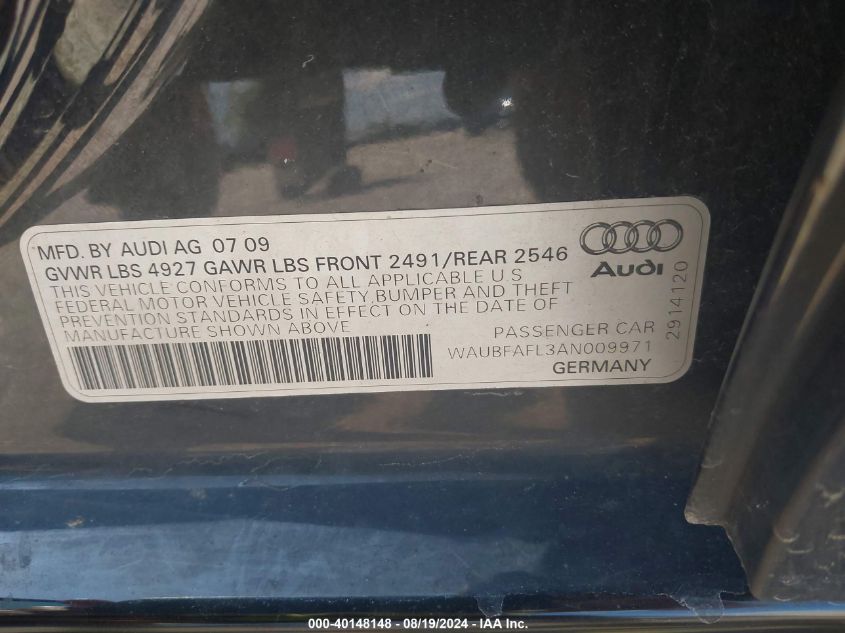 MFD. BY AUDI AG 07 09
GVWR LBS 4927 GAWR LBS FRONT 2491/REAR 2546
THIS VEHICLE CONFORMS TO ALL APPLICABLE U S
FEDERAL MOTOR VEHICLE SAFETY, BUMPER AND THEFT
PREVENTION STANDARDS IN EFFECT ON THE DATE OF
MANUFACTURE SHOWN ABOVE
Audi
PASSENGER CAR
WAUBFAFL3AN009971
GERMANY
2914120
000-40148148 - 08/19/2024 - IAA Inc.